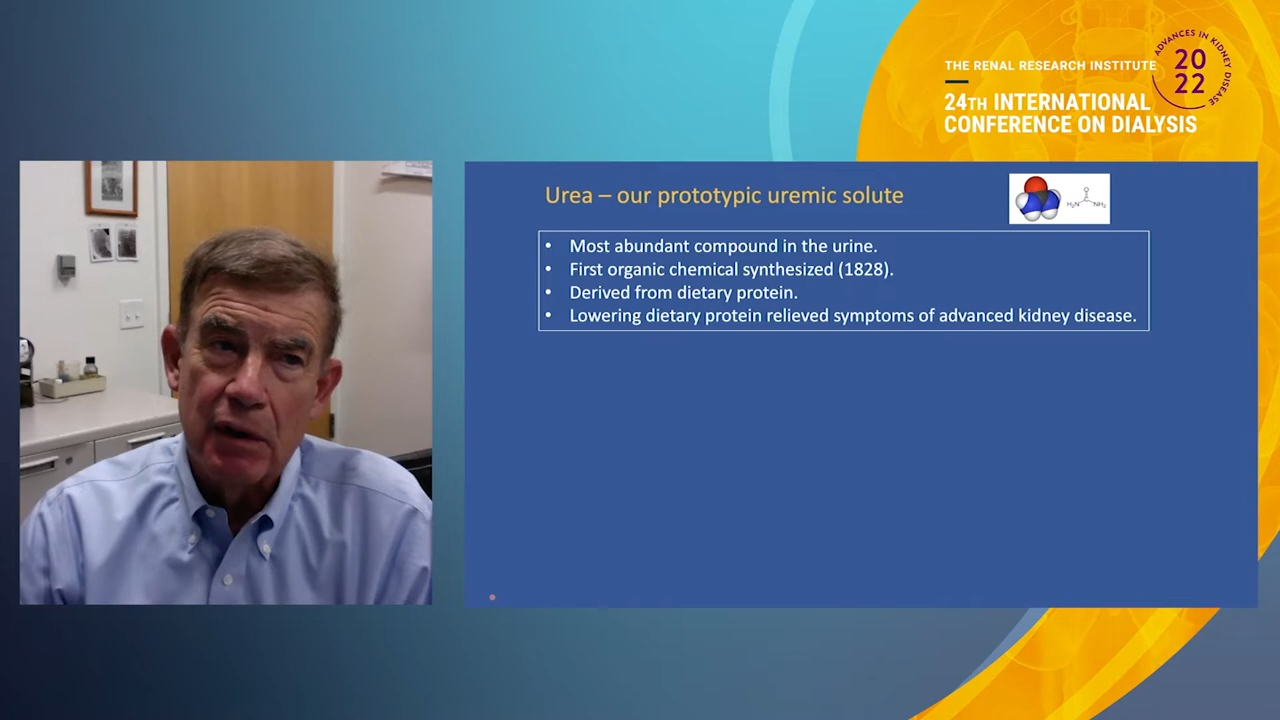 THE RENAL RESEARCH INSTITUTE
24TH INTERNATIONAL
CONFERENCE ON DIALYSIS
ADVANCES IN KIDNEY DISEASE
20
22
Urea – our prototypic uremic solute
O
H₂N NH₂
• Most abundant compound in the urine.
• First organic chemical synthesized (1828).
• Derived from dietary protein.
• Lowering dietary protein relieved symptoms of advanced kidney disease.